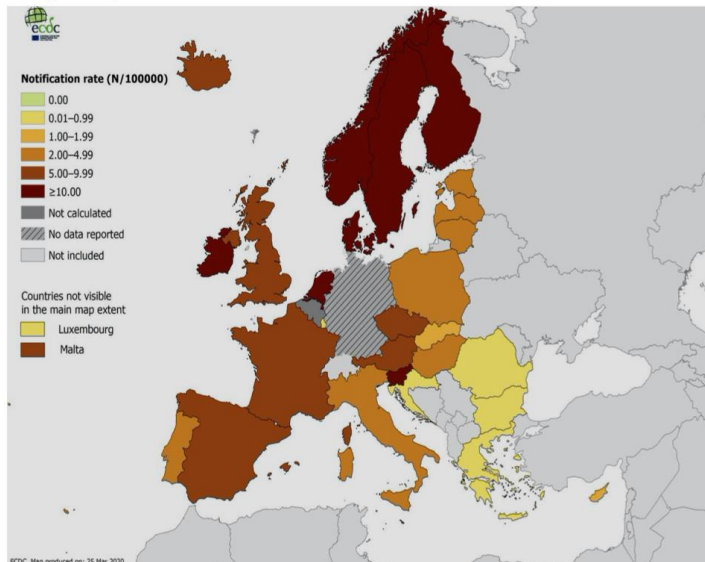 ecdc
Notification rate (N/100000)
0.00
0.01–0.99
1.00–1.99
2.00–4.99
5.00–9.99
≥10.00
Not calculated
No data reported
Not included
Countries not visible
in the main map extent
Luxembourg
Malta
ECDC. Map produced on: 25 Mar 2020